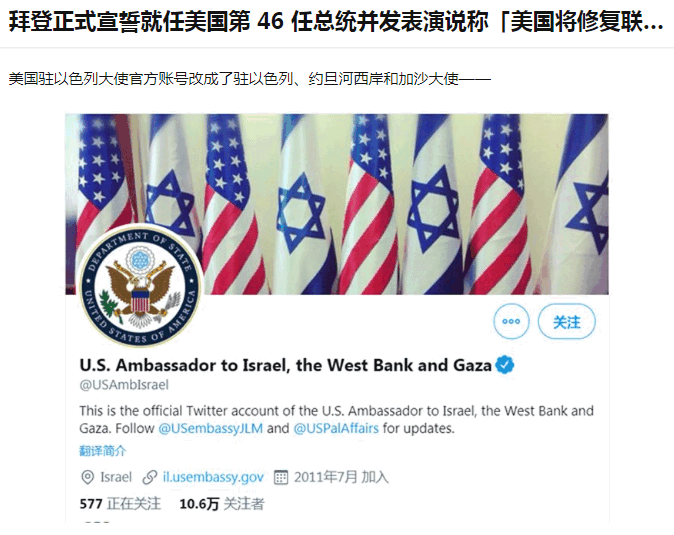 拜登正式宣誓就任美国第 46 任总统并发表演说称「美国将修复联...
美国驻以色列大使官方账号改成了驻以色列、约旦河西岸和加沙大使——
DEPARTMENT OF STATE
UNITED STATES OF AMERICA
关注
U.S. Ambassador to Israel, the West Bank and Gaza
@USAmbIsrael
This is the official Twitter account of the U.S. Ambassador to Israel, the West Bank and
Gaza. Follow @USembassyJLM and @USPalAffairs for updates.
翻译简介
Israel il.usembassy.gov 2011年7月 加入
577 正在关注 10.6万 关注者